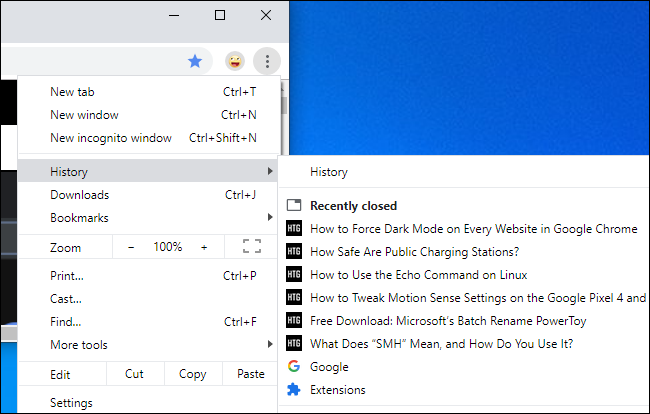 New tab Ctrl+T
New window Ctrl+N
New incognito window Ctrl+Shift+N
History
Downloads Ctrl+J
Bookmarks
Zoom − 100% +
Print... Ctrl+P
Cast...
Find... Ctrl+F
More tools
Edit Cut Copy Paste
Settings
History
Recently closed
HTG How to Force Dark Mode on Every Website in Google Chrome
HTG How Safe Are Public Charging Stations?
HTG How to Use the Echo Command on Linux
HTG How to Tweak Motion Sense Settings on the Google Pixel 4 and
HTG Free Download: Microsoft's Batch Rename PowerToy
HTG What Does “SMH” Mean, and How Do You Use It?
G Google
Extensions